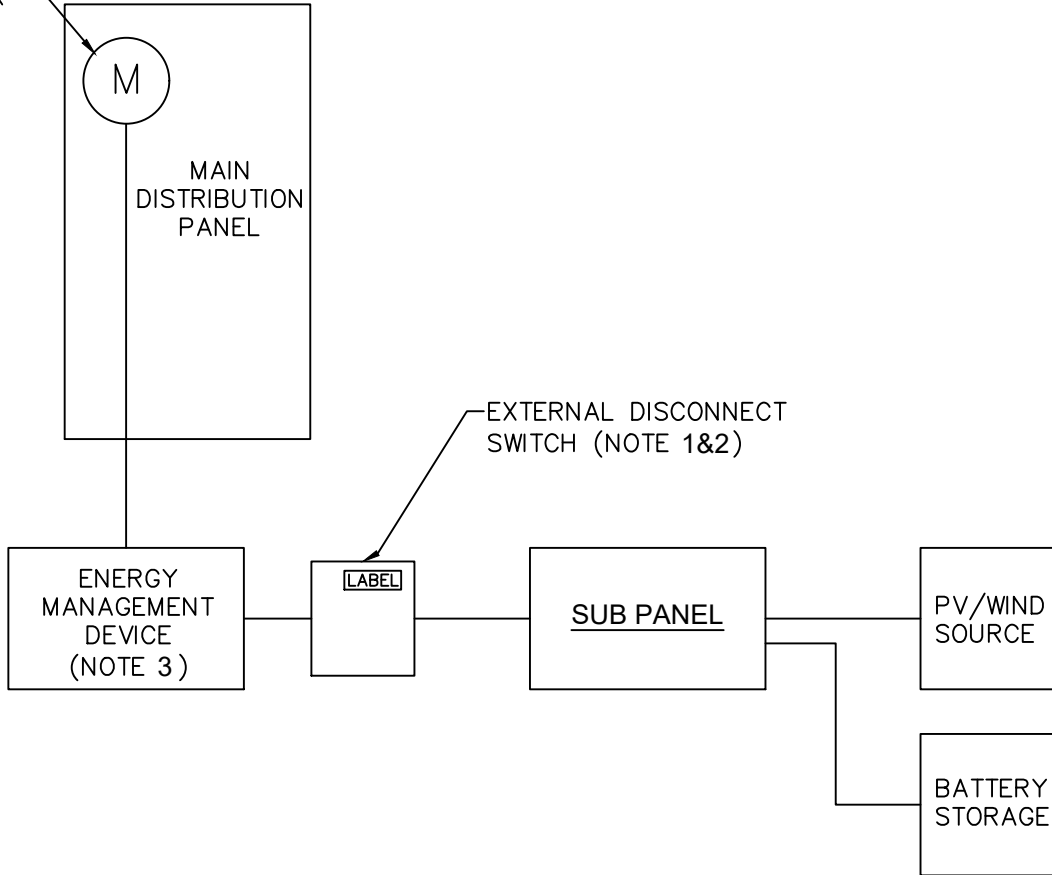 M
MAIN
DISTRIBUTION
PANEL
EXTERNAL DISCONNECT
SWITCH (NOTE 1&2)
ENERGY
MANAGEMENT
DEVICE
(NOTE 3)
LABEL
SUB PANEL
PV/WIND
SOURCE
BATTERY
STORAGE